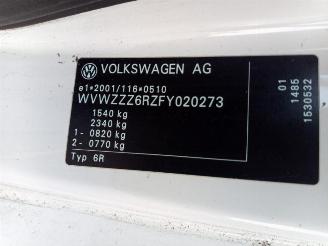 VOLKSWAGEN AG
e1*2001/116*0510
WVWZZZ6RZFY020273
1540 kg
2340 kg
1- 0820 kg
2- 0770 kg
Typ 6R
01
1485
1530532